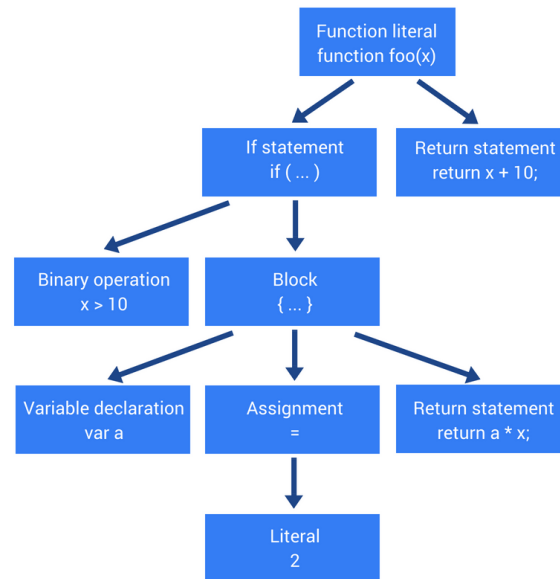 Function literal
function foo(x)
If statement
if ( ... )
Return statement
return x + 10;
Binary operation
x > 10
Block
{ ... }
Variable declaration
var a
Assignment
=
Return statement
return a * x;
Literal
2